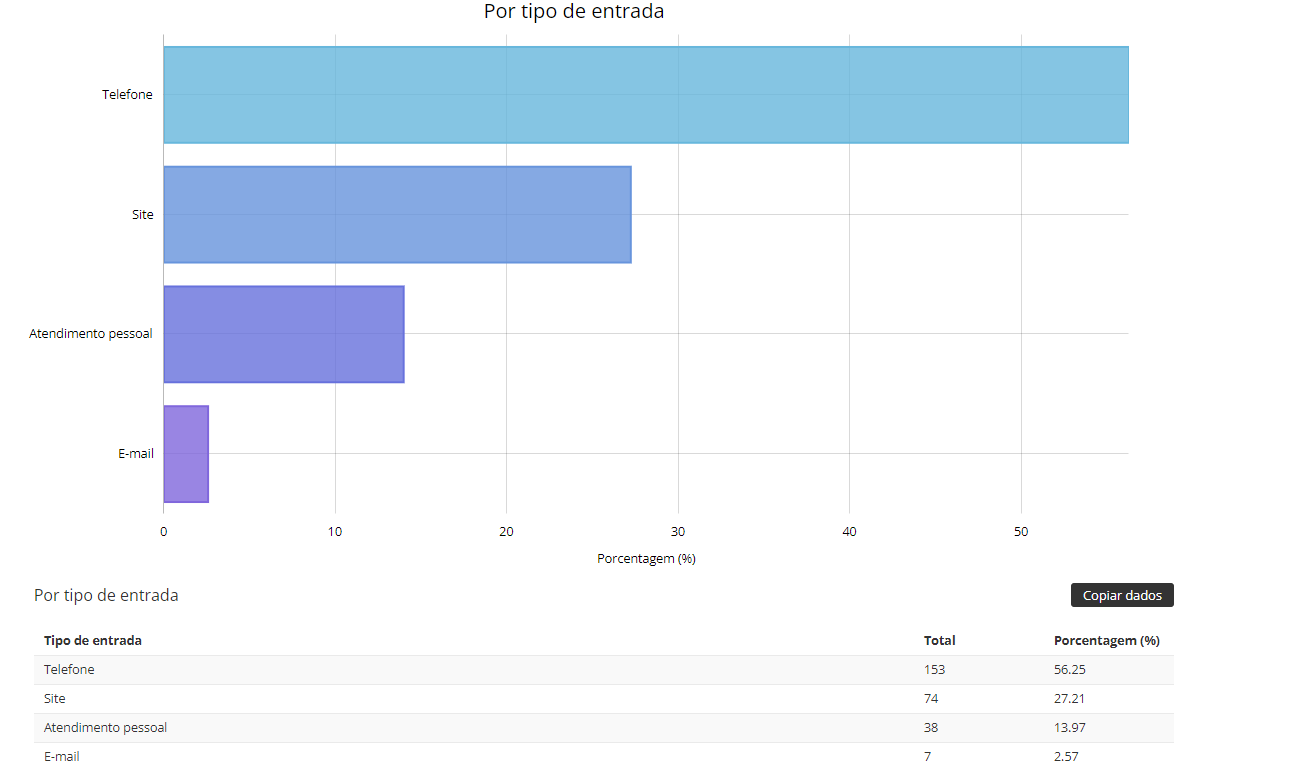 Por tipo de entrada
Telefone
Site
Atendimento pessoal
E-mail
0 10 20 30 40 50
Porcentagem (%)
Por tipo de entrada Copiar dados
Tipo de entrada Total Porcentagem (%)
Telefone 153 56.25
Site 74 27.21
Atendimento pessoal 38 13.97
E-mail 7 2.57